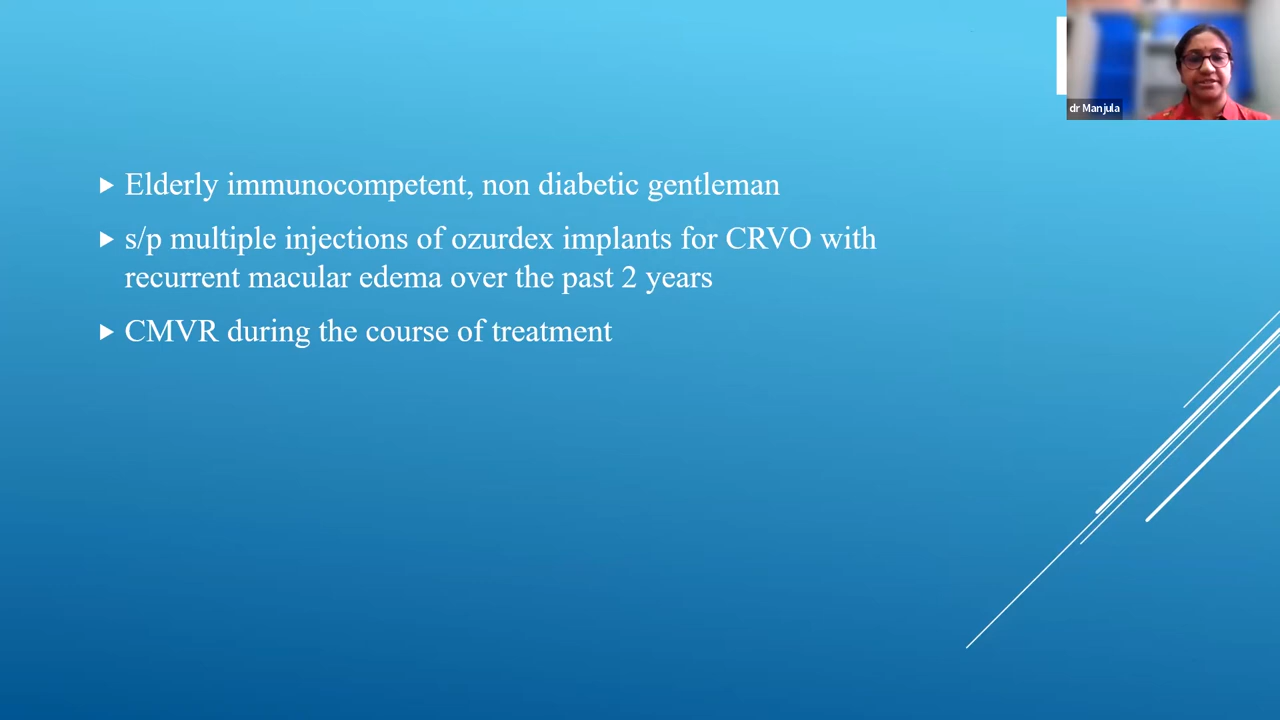 dr Manjula
Elderly immunocompetent, non diabetic gentleman
s/p multiple injections of ozurdex implants for CRVO with
recurrent macular edema over the past 2 years
CMVR during the course of treatment